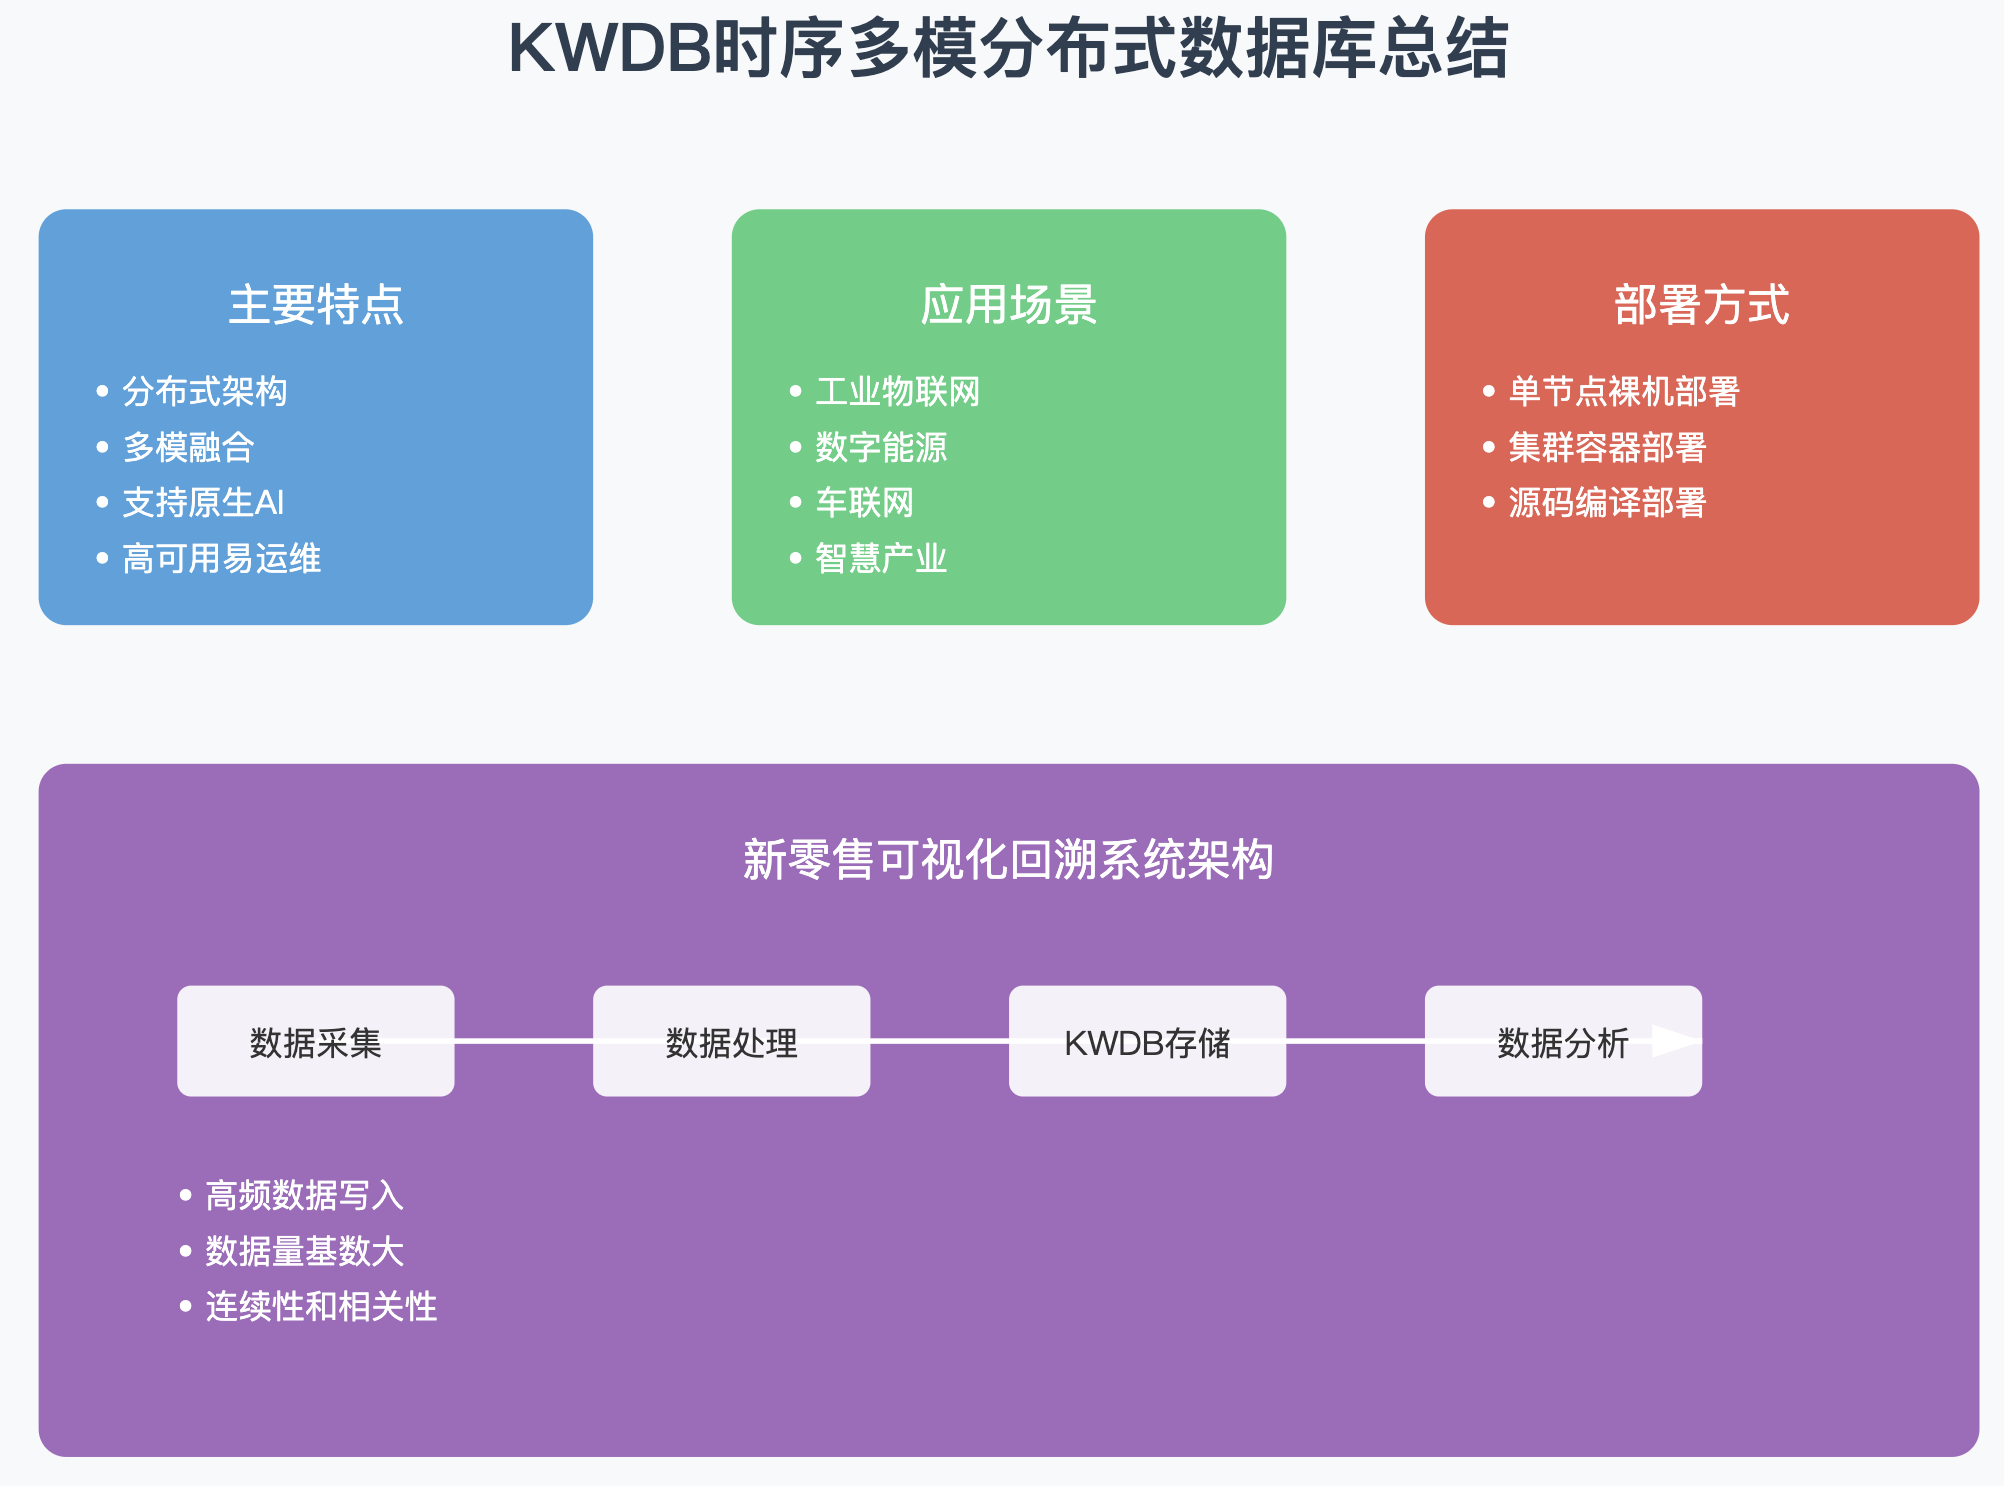 KWDB时序多模分布式数据库总结
主要特点
• 分布式架构
• 多模融合
• 支持原生AI
• 高可用易运维
应用场景
• 工业物联网
• 数字能源
• 车联网
• 智慧产业
部署方式
• 单节点裸机部署
• 集群容器部署
• 源码编译部署
新零售可视化回溯系统架构
数据采集
数据处理
KWDB存储
数据分析
• 高频数据写入
• 数据量基数大
• 连续性和相关性